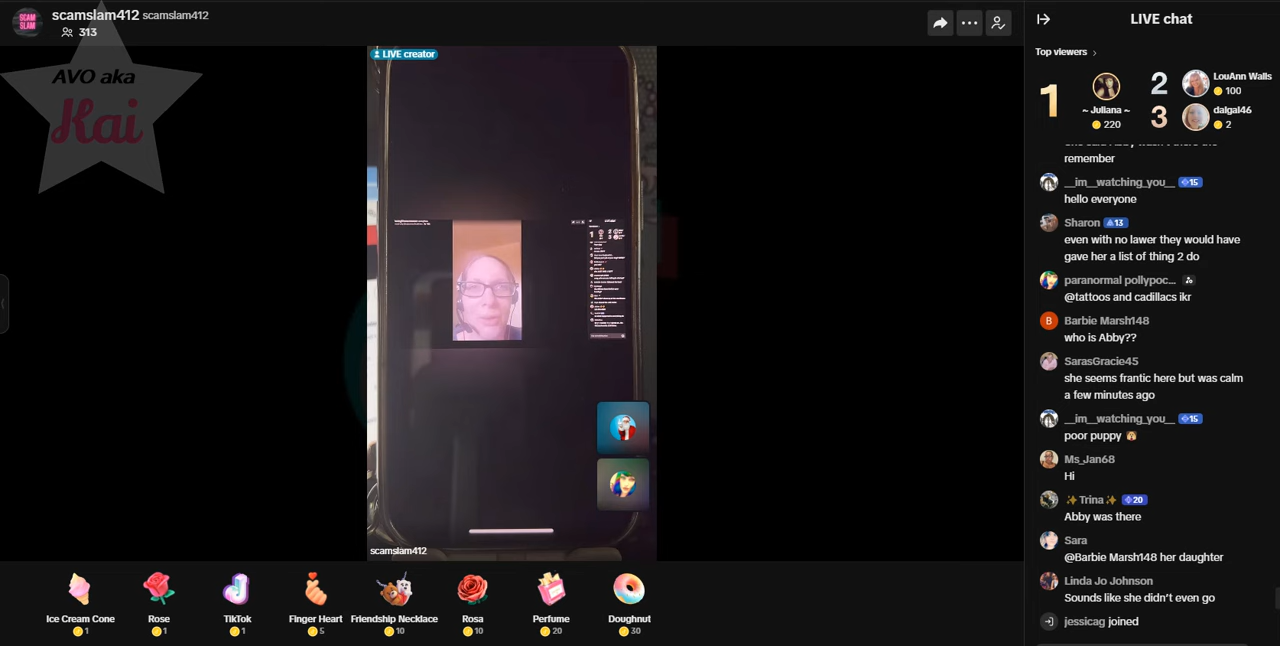 scamslam412 scamslam412
313
SCAM
SLAM
LIVE chat
AVO aka
Kai
LIVE creator
Top viewers
1
~ Juliana ~
220
2
LouAnn Walls
100
3
dalgal46
2
remember
__im__watching_you__ 15
hello everyone
Sharon 13
even with no lawer they would have
gave her a list of thing 2 do
paranormal pollypoc...
@tattoos and cadillacs ikr
B
Barbie Marsh148
who is Abby??
SarasGracie45
she seems frantic here but was calm
a few minutes ago
__im__watching_you__ 15
poor puppy
Ms_Jan68
Hi
Trina 20
Abby was there
Sara
@Barbie Marsh148 her daughter
Linda Jo Johnson
Sounds like she didn't even go
jessicag joined
scamslam412
Ice Cream Cone
1
Rose
1
TikTok
1
Finger Heart
5
Friendship Necklace
10
Rosa
10
Perfume
20
Doughnut
30